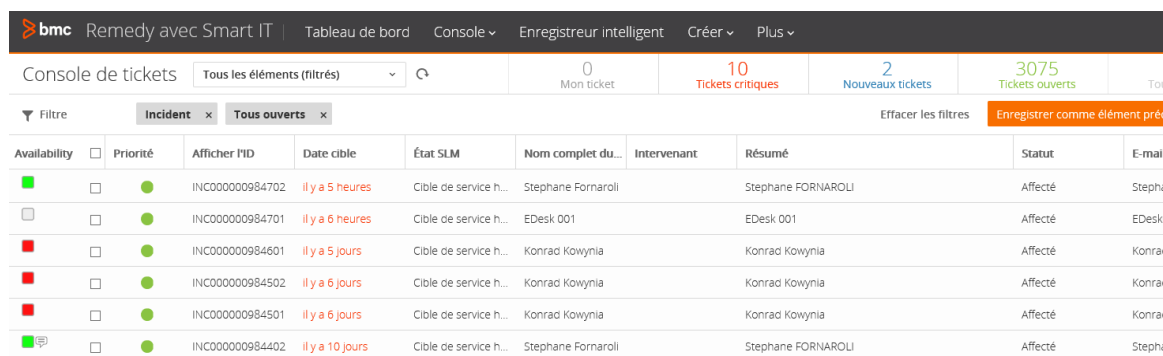 bmc Remedy avec Smart IT Tableau de bord Console Enregistreur intelligent Créer Plus
Console de tickets Tous les éléments (filtrés) 0 Mon ticket 10 Tickets critiques 2 Nouveaux tickets 3075 Tickets ouverts
Filtre Incident x Tous ouverts x Effacer les filtres Enregistrer comme élément pré
Availability Priorité Afficher l'ID Date cible État SLM Nom complet du... Intervenant Résumé Statut E-mai
INC000000984702 il y a 5 heures Cible de service h... Stephane Fornaroli Stephane FORNAROLI Affecté Steph
INC000000984701 il y a 6 heures Cible de service h... EDesk 001 EDesk 001 Affecté EDesk
INC000000984601 il y a 5 jours Cible de service h... Konrad Kowynia Konrad Kowynia Affecté Konra
INC000000984502 il y a 6 jours Cible de service h... Konrad Kowynia Konrad Kowynia Affecté Konra
INC000000984501 il y a 6 jours Cible de service h... Konrad Kowynia Konrad Kowynia Affecté Konra
INC000000984402 il y a 10 jours Cible de service h... Stephane Fornaroli Stephane FORNAROLI Affecté Steph